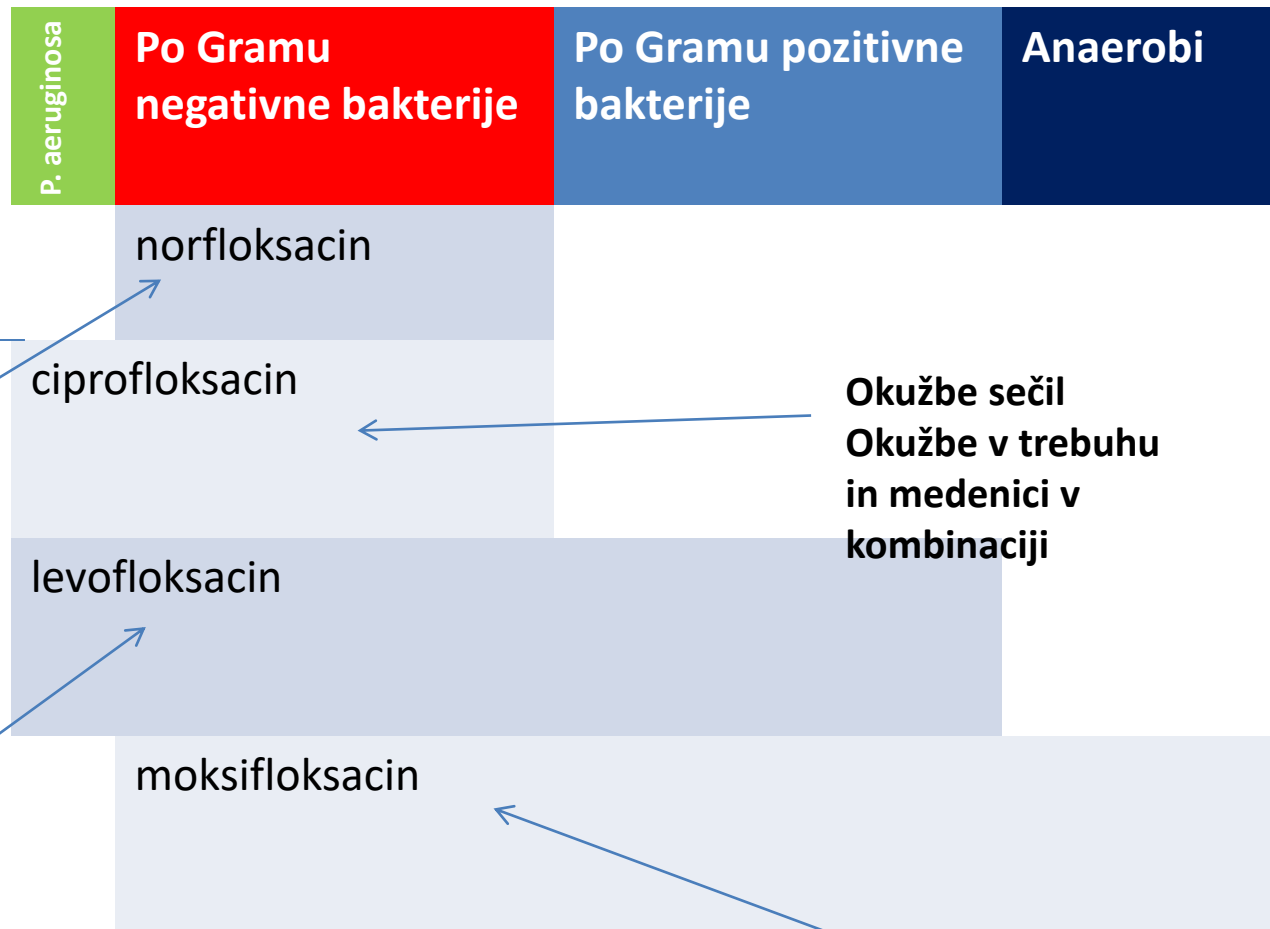 P. aeruginosa
Po Gramu
negativne bakterije
Po Gramu pozitivne
bakterije
Anaerobi
norfloksacin
ciprofloksacin
Okužbe sečil
Okužbe v trebuhu
in medenici v
kombinaciji
levofloksacin
moksifloksacin